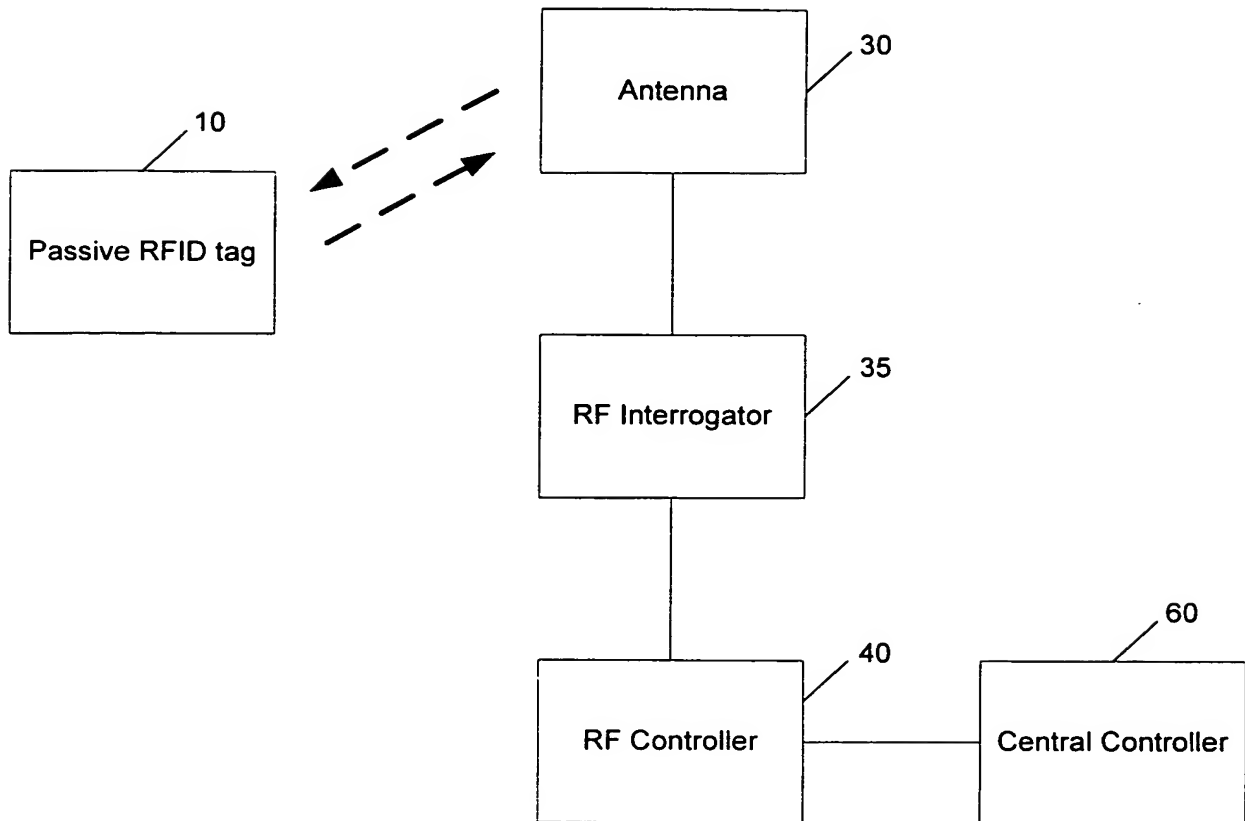 30
Antenna
10
Passive RFID tag
35
RF Interrogator
60
40
RF Controller
Central Controller